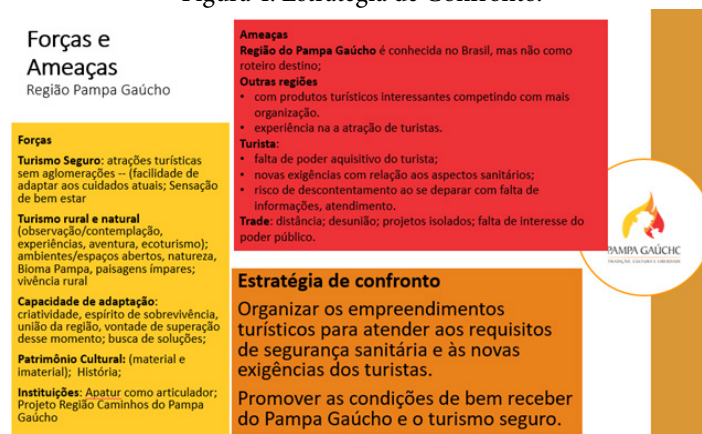 Figura 4. Estratégia de Confronto.
Forças e
Ameaças
Região Pampa Gaúcho
Forças
Turismo Seguro: atrações turísticas
sem aglomerações -- (facilidade de
adaptar aos cuidados atuais; Sensação
de bem estar
Turismo rural e natural
(observação/contemplação,
experiências, aventura, ecoturismo);
ambientes/espaços abertos, natureza,
Bioma Pampa, paisagens ímpares;
vivência rural
Capacidade de adaptação:
criatividade, espírito de sobrevivência,
união da região, vontade de superação
desse momento; busca de soluções;
Patrimônio Cultural: (material e
imaterial); História;
Instituições: Apatur como articulador;
Projeto Região Caminhos do Pampa
Gaúcho
Ameaças
Região do Pampa Gaúcho é conhecida no Brasil, mas não como
roteiro destino;
Outras regiões
• com produtos turísticos interessantes competindo com mais
organização.
• experiência na a atração de turistas.
Turista:
• falta de poder aquisitivo do turista;
• novas exigências com relação aos aspectos sanitários;
• risco de descontentamento ao se deparar com falta de
informações, atendimento.
Trade: distância; desunião; projetos isolados; falta de interesse do
poder público.
Estratégia de confronto
Organizar os empreendimentos
turísticos para atender aos requisitos
de segurança sanitária e às novas
exigências dos turistas.
Promover as condições de bem receber
do Pampa Gaúcho e o turismo seguro.
PAMPA GAÚCHO